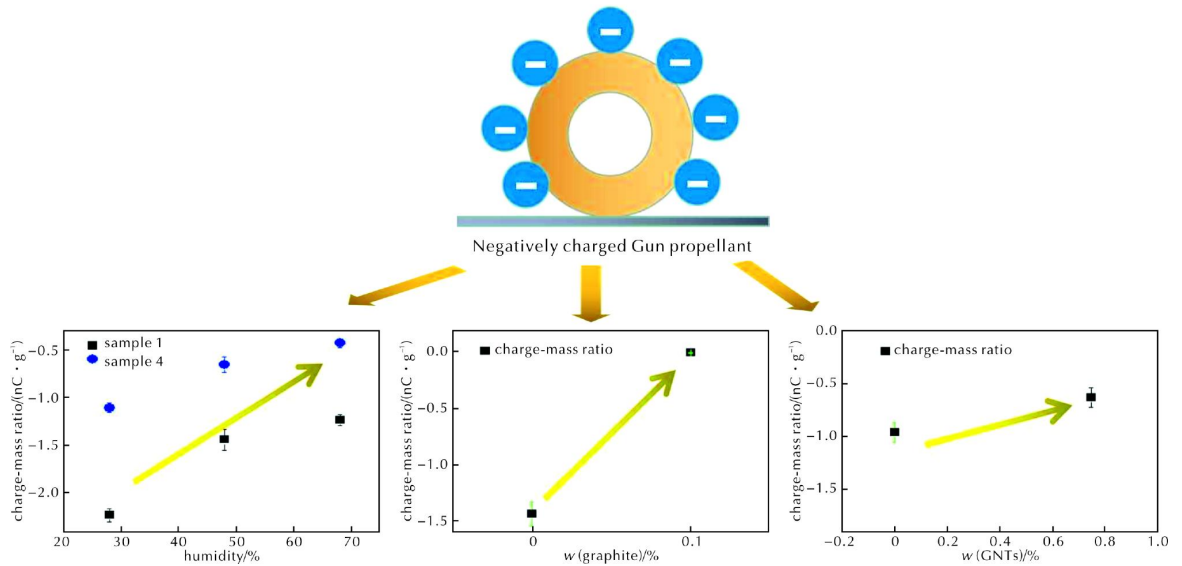 Negatively charged Gun propellant
charge-mass ratio/(nC · g⁻¹)
sample 1
sample 4
−0.5
−1.0
−1.5
−2.0
20 30 40 50 60 70
humidity/%
charge-mass ratio/(nC · g⁻¹)
charge-mass ratio
0.0
−0.5
−1.0
−1.5
0 0.1
w (graphite)/%
charge-mass ratio/(nC · g⁻¹)
0.0
charge-mass ratio
−0.5
−1.0
−1.5
−0.2 0 0.2 0.4 0.6 0.8 1.0
w (GNTs)/%